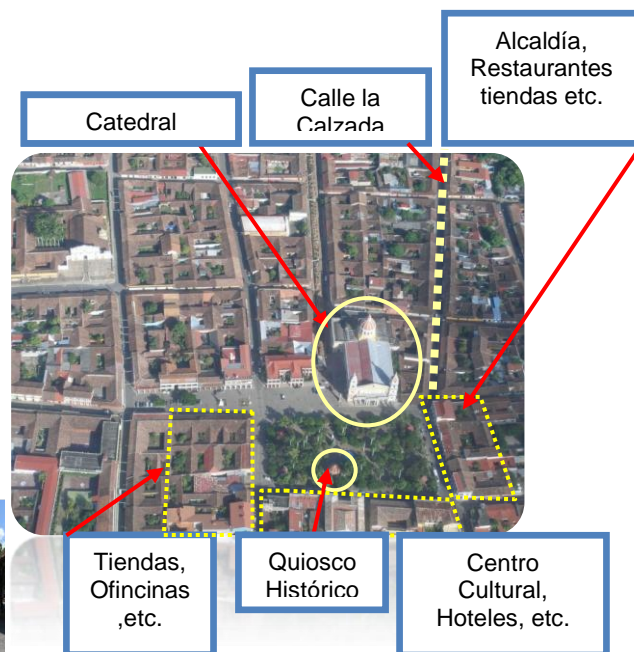 Alcaldía,
Restaurantes
tiendas etc.
Calle la
Calzada
Catedral
Tiendas,
Ofincinas
,etc.
Quiosco
Histórico
Centro
Cultural,
Hoteles, etc.